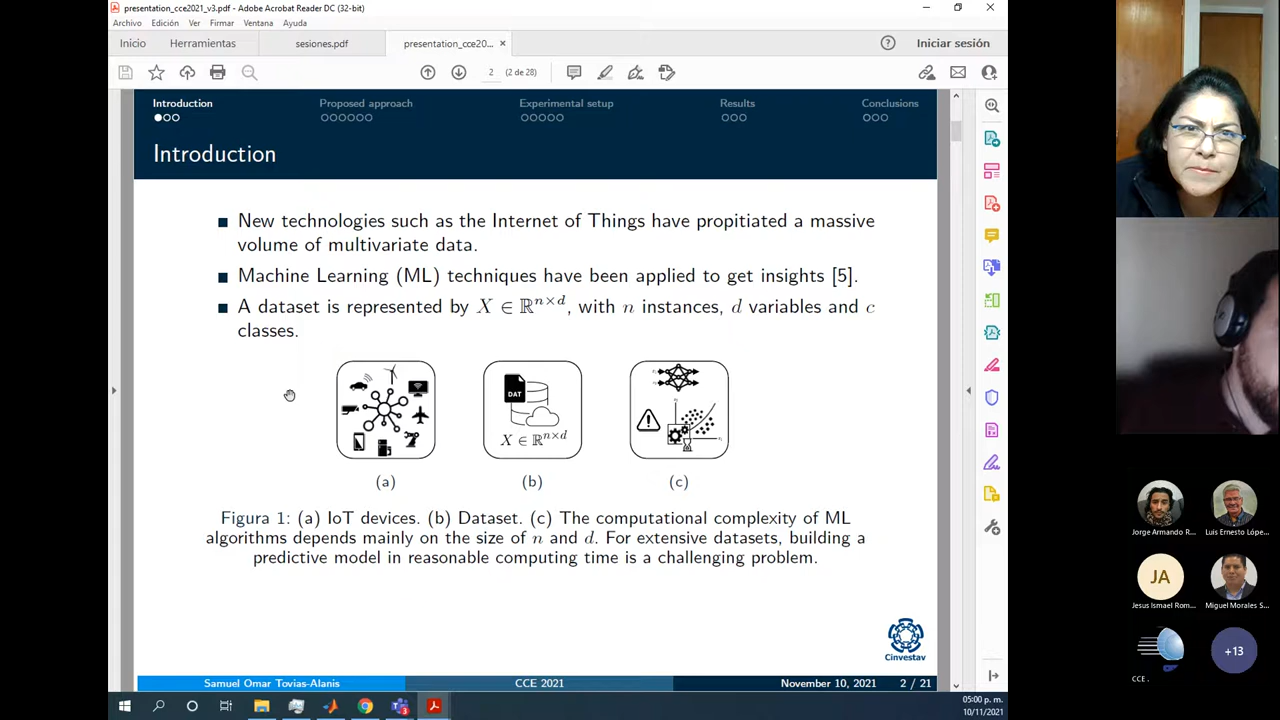 presentation_cce2021_v3.pdf - Adobe Acrobat Reader DC (32-bit)
Archivo Edición Ver Firmar Ventana Ayuda
Inicio Herramientas sesiones.pdf presentation_cce20... × Iniciar sesión
2 (2 de 28)
Introduction Proposed approach Experimental setup Results Conclusions
Introduction
New technologies such as the Internet of Things have propitiated a massive
volume of multivariate data.
Machine Learning (ML) techniques have been applied to get insights [5].
A dataset is represented by X ∈ ℝⁿˣᵈ, with n instances, d variables and c
classes.
DAT
X ∈ ℝⁿˣᵈ
(a) (b) (c)
Figura 1: (a) IoT devices. (b) Dataset. (c) The computational complexity of ML
algorithms depends mainly on the size of n and d. For extensive datasets, building a
predictive model in reasonable computing time is a challenging problem.
Cinvestav
Samuel Omar Tovias-Alanis CCE 2021 November 10, 2021 2 / 21
05:00 p. m.
10/11/2021
Jorge Armando R... Luis Ernesto Lópe...
JA
Jesus Ismael Rom... Miguel Morales S...
+13
CCE .